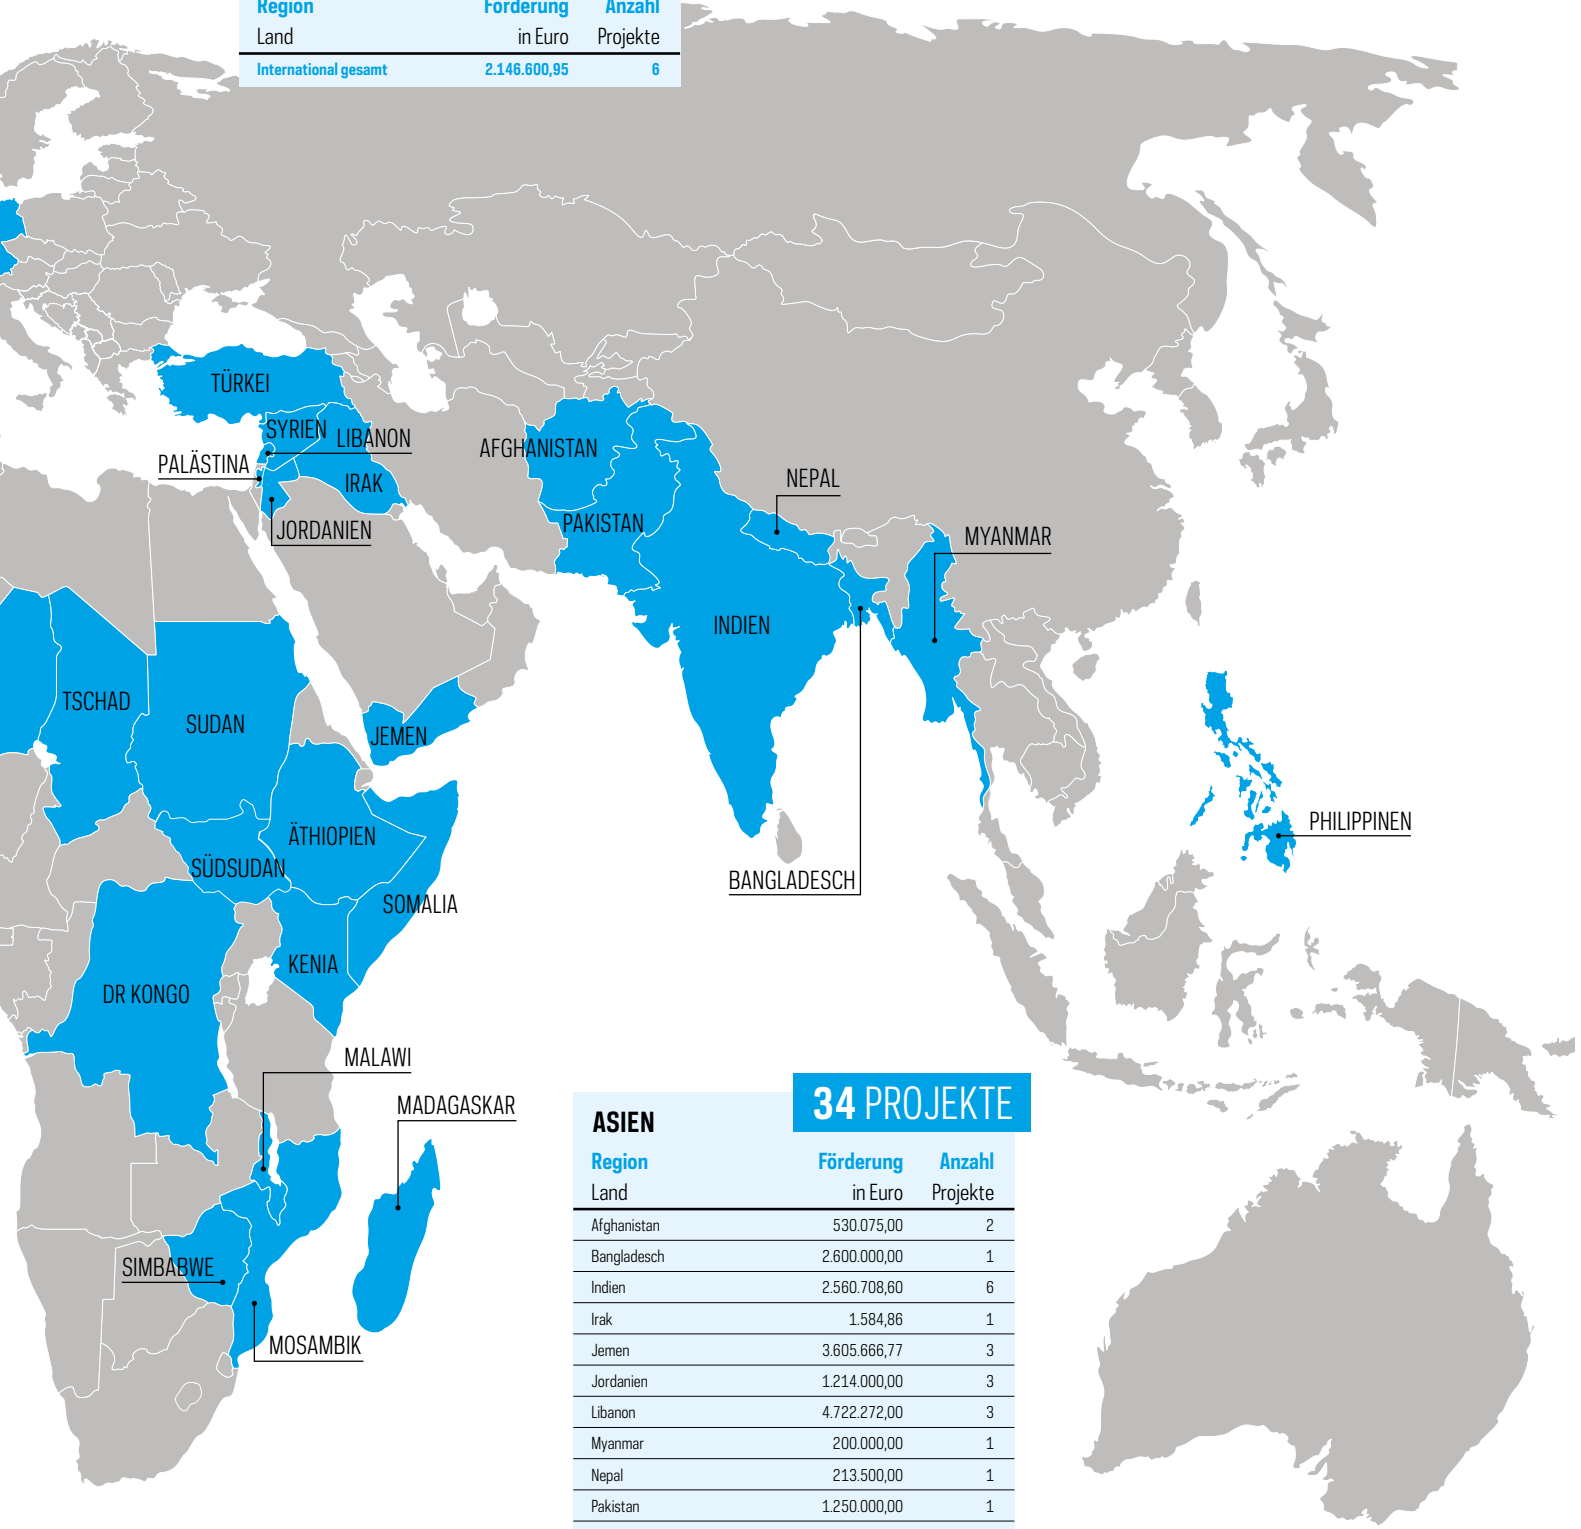 Region Förderung Anzahl
Land in Euro Projekte
International gesamt 2.146.600,95 6
TÜRKEI
SYRIEN
LIBANON
PALÄSTINA
IRAK
JORDANIEN
AFGHANISTAN
PAKISTAN
NEPAL
MYANMAR
INDIEN
TSCHAD
SUDAN
JEMEN
ÄTHIOPIEN
SÜDSUDAN
SOMALIA
PHILIPPINEN
BANGLADESCH
KENIA
DR KONGO
MALAWI
MADAGASKAR
SIMBABWE
MOSAMBIK
34 PROJEKTE
ASIEN
Region Förderung Anzahl
Land in Euro Projekte
Afghanistan 530.075,00 2
Bangladesch 2.600.000,00 1
Indien 2.560.708,60 6
Irak 1.584,86 1
Jemen 3.605.666,77 3
Jordanien 1.214.000,00 3
Libanon 4.722.272,00 3
Myanmar 200.000,00 1
Nepal 213.500,00 1
Pakistan 1.250.000,00 1